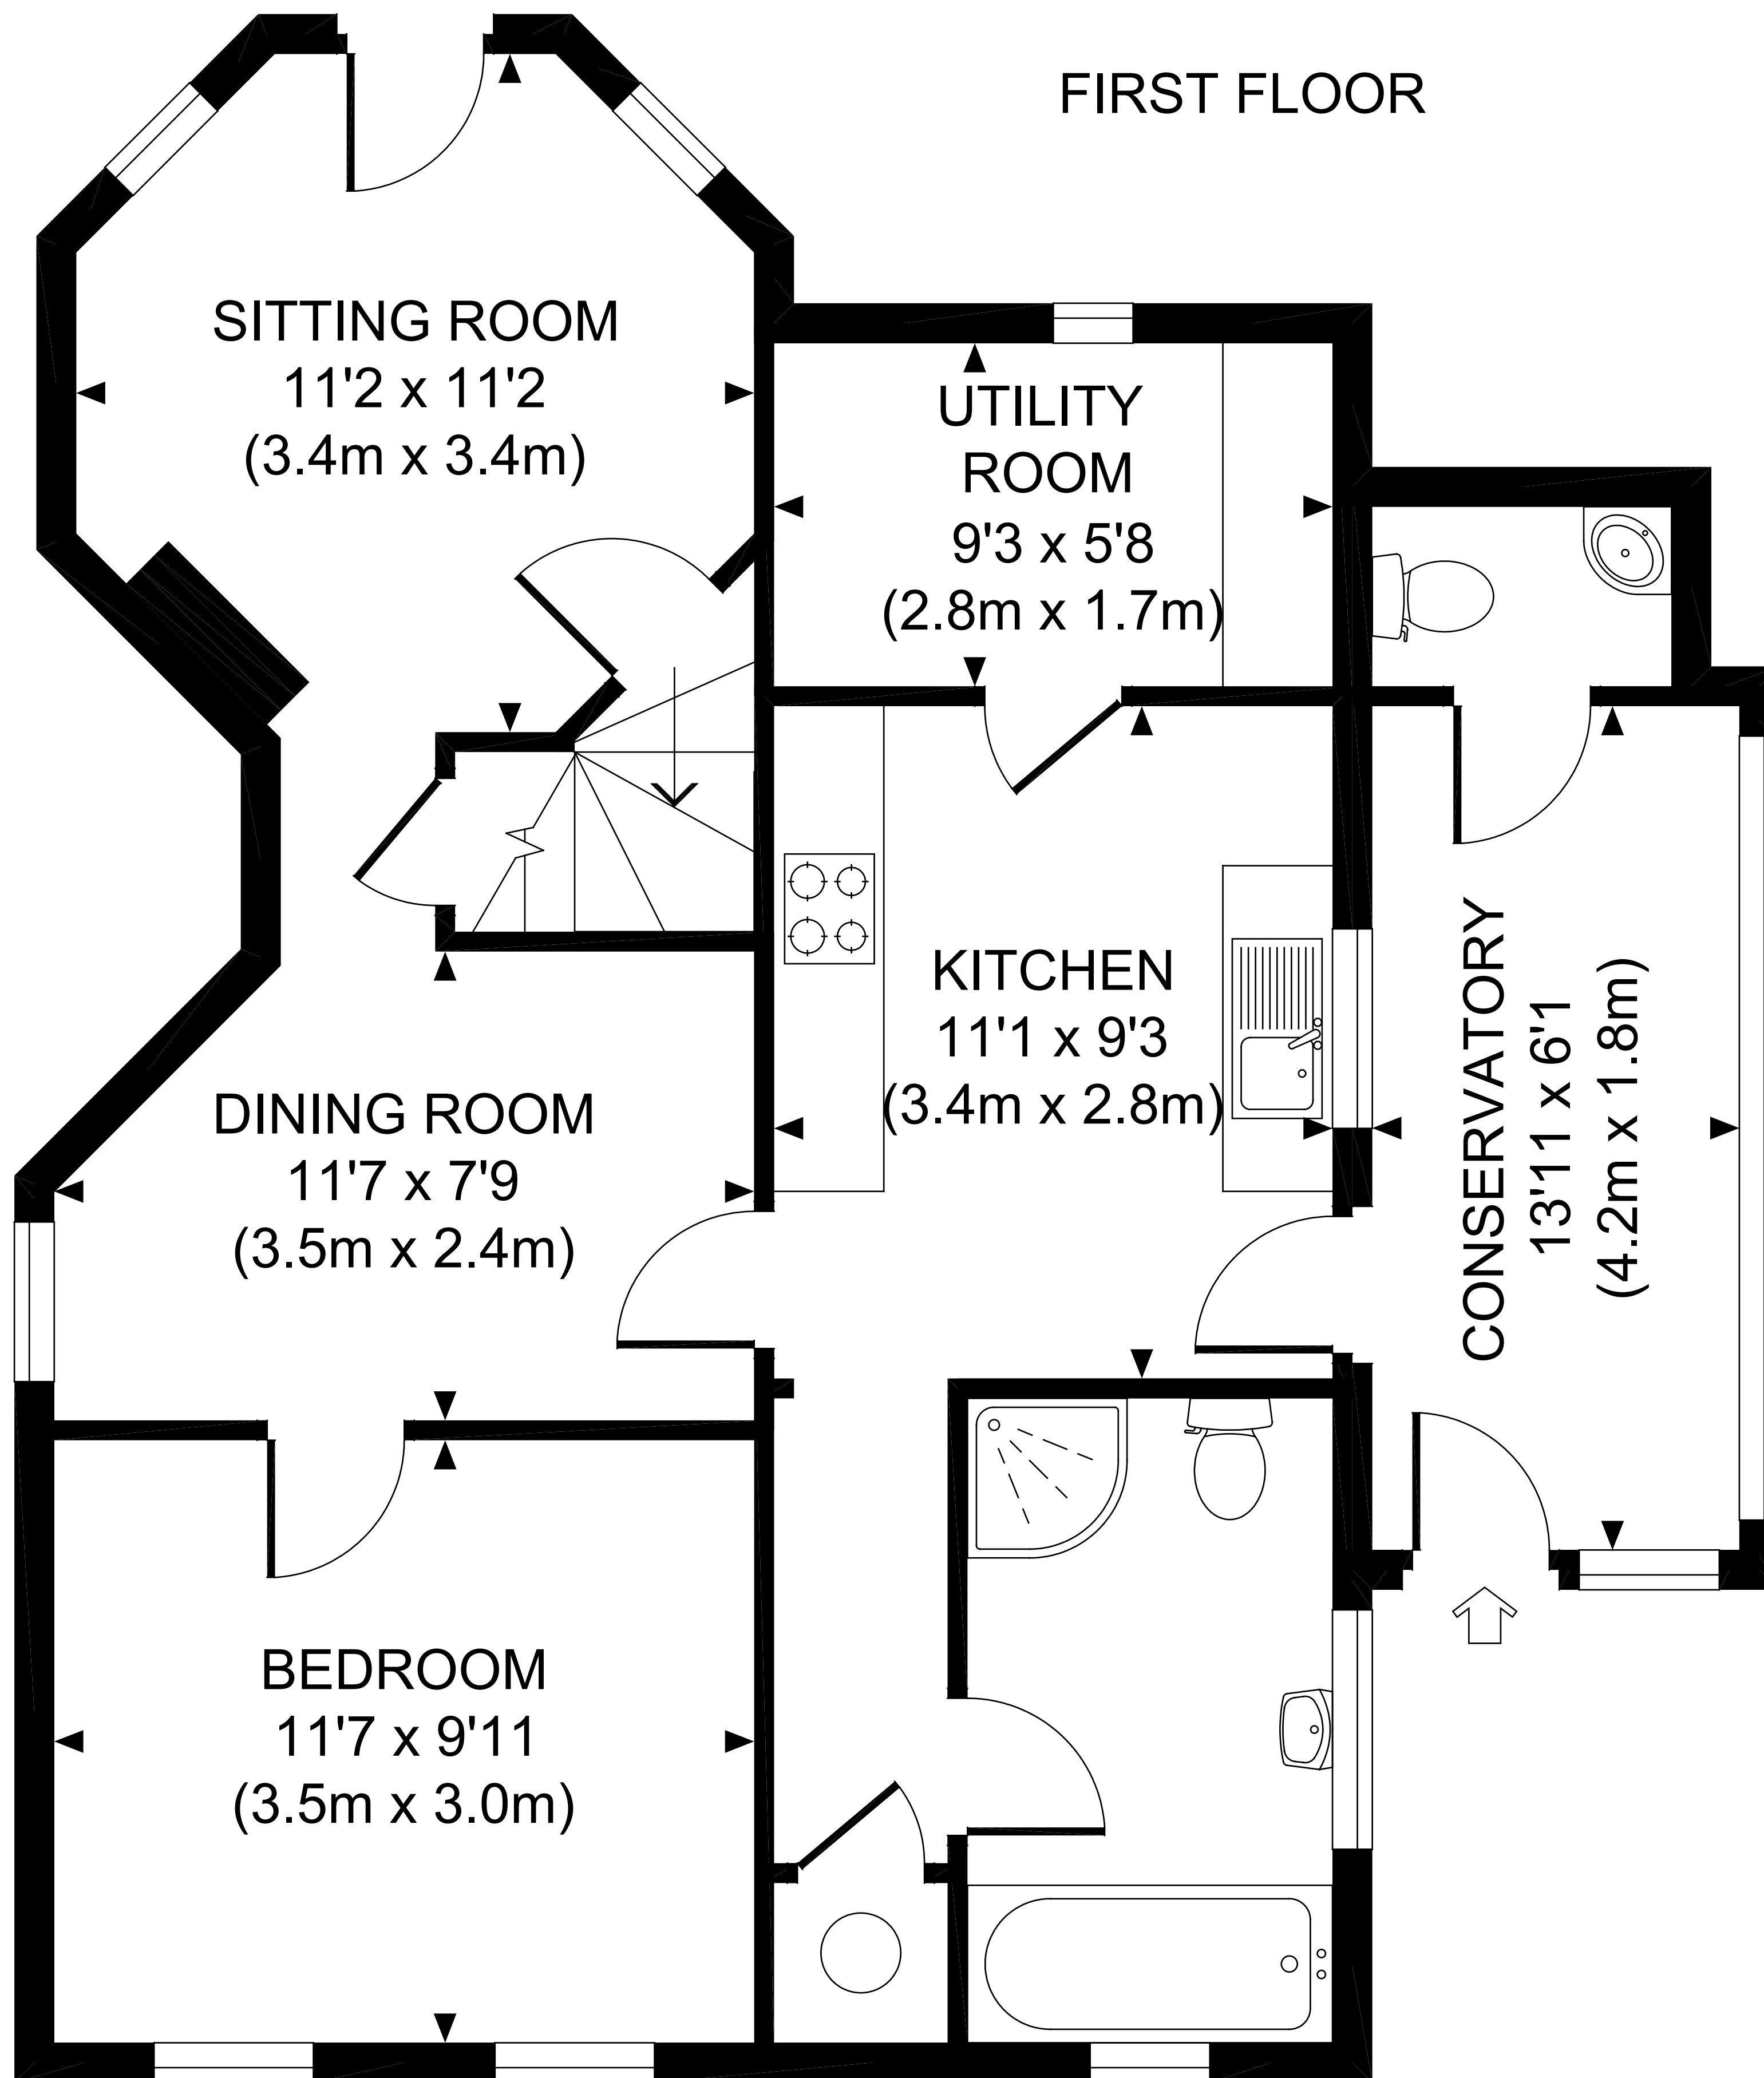 FIRST FLOOR
SITTING ROOM
11'2 x 11'2
(3.4m x 3.4m)
UTILITY
ROOM
9'3 x 5'8
(2.8m x 1.7m)
KITCHEN
11'1 x 9'3
(3.4m x 2.8m)
CONSERVATORY
13'11 x 6'1
(4.2m x 1.8m)
DINING ROOM
11'7 x 7'9
(3.5m x 2.4m)
BEDROOM
11'7 x 9'11
(3.5m x 3.0m)